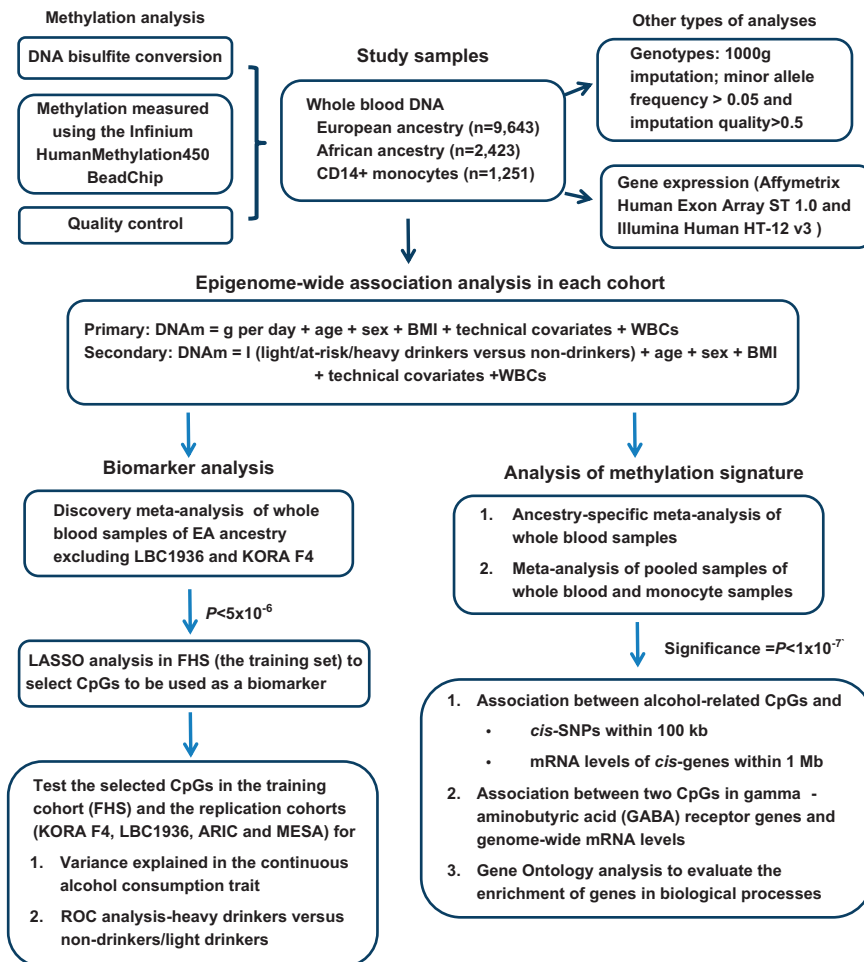 Methylation analysis
DNA bisulfite conversion
Methylation measured
using the Infinium
HumanMethylation450
BeadChip
Quality control
Study samples
Whole blood DNA
European ancestry (n=9,643)
African ancestry (n=2,423)
CD14+ monocytes (n=1,251)
Other types of analyses
Genotypes: 1000g
imputation; minor allele
frequency > 0.05 and
imputation quality>0.5
Gene expression (Affymetrix
Human Exon Array ST 1.0 and
Illumina Human HT-12 v3 )
Epigenome-wide association analysis in each cohort
Primary: DNAm = g per day + age + sex + BMI + technical covariates + WBCs
Secondary: DNAm = I (light/at-risk/heavy drinkers versus non-drinkers) + age + sex + BMI
+ technical covariates +WBCs
Biomarker analysis
Discovery meta-analysis of whole
blood samples of EA ancestry
excluding LBC1936 and KORA F4
P<5x10⁻⁶
LASSO analysis in FHS (the training set) to
select CpGs to be used as a biomarker
Test the selected CpGs in the training
cohort (FHS) and the replication cohorts
(KORA F4, LBC1936, ARIC and MESA) for
1. Variance explained in the continuous
alcohol consumption trait
2. ROC analysis-heavy drinkers versus
non-drinkers/light drinkers
Analysis of methylation signature
1. Ancestry-specific meta-analysis of
whole blood samples
2. Meta-analysis of pooled samples of
whole blood and monocyte samples
Significance =P<1x10⁻⁷
1. Association between alcohol-related CpGs and
• cis-SNPs within 100 kb
• mRNA levels of cis-genes within 1 Mb
2. Association between two CpGs in gamma -
aminobutyric acid (GABA) receptor genes and
genome-wide mRNA levels
3. Gene Ontology analysis to evaluate the
enrichment of genes in biological processes